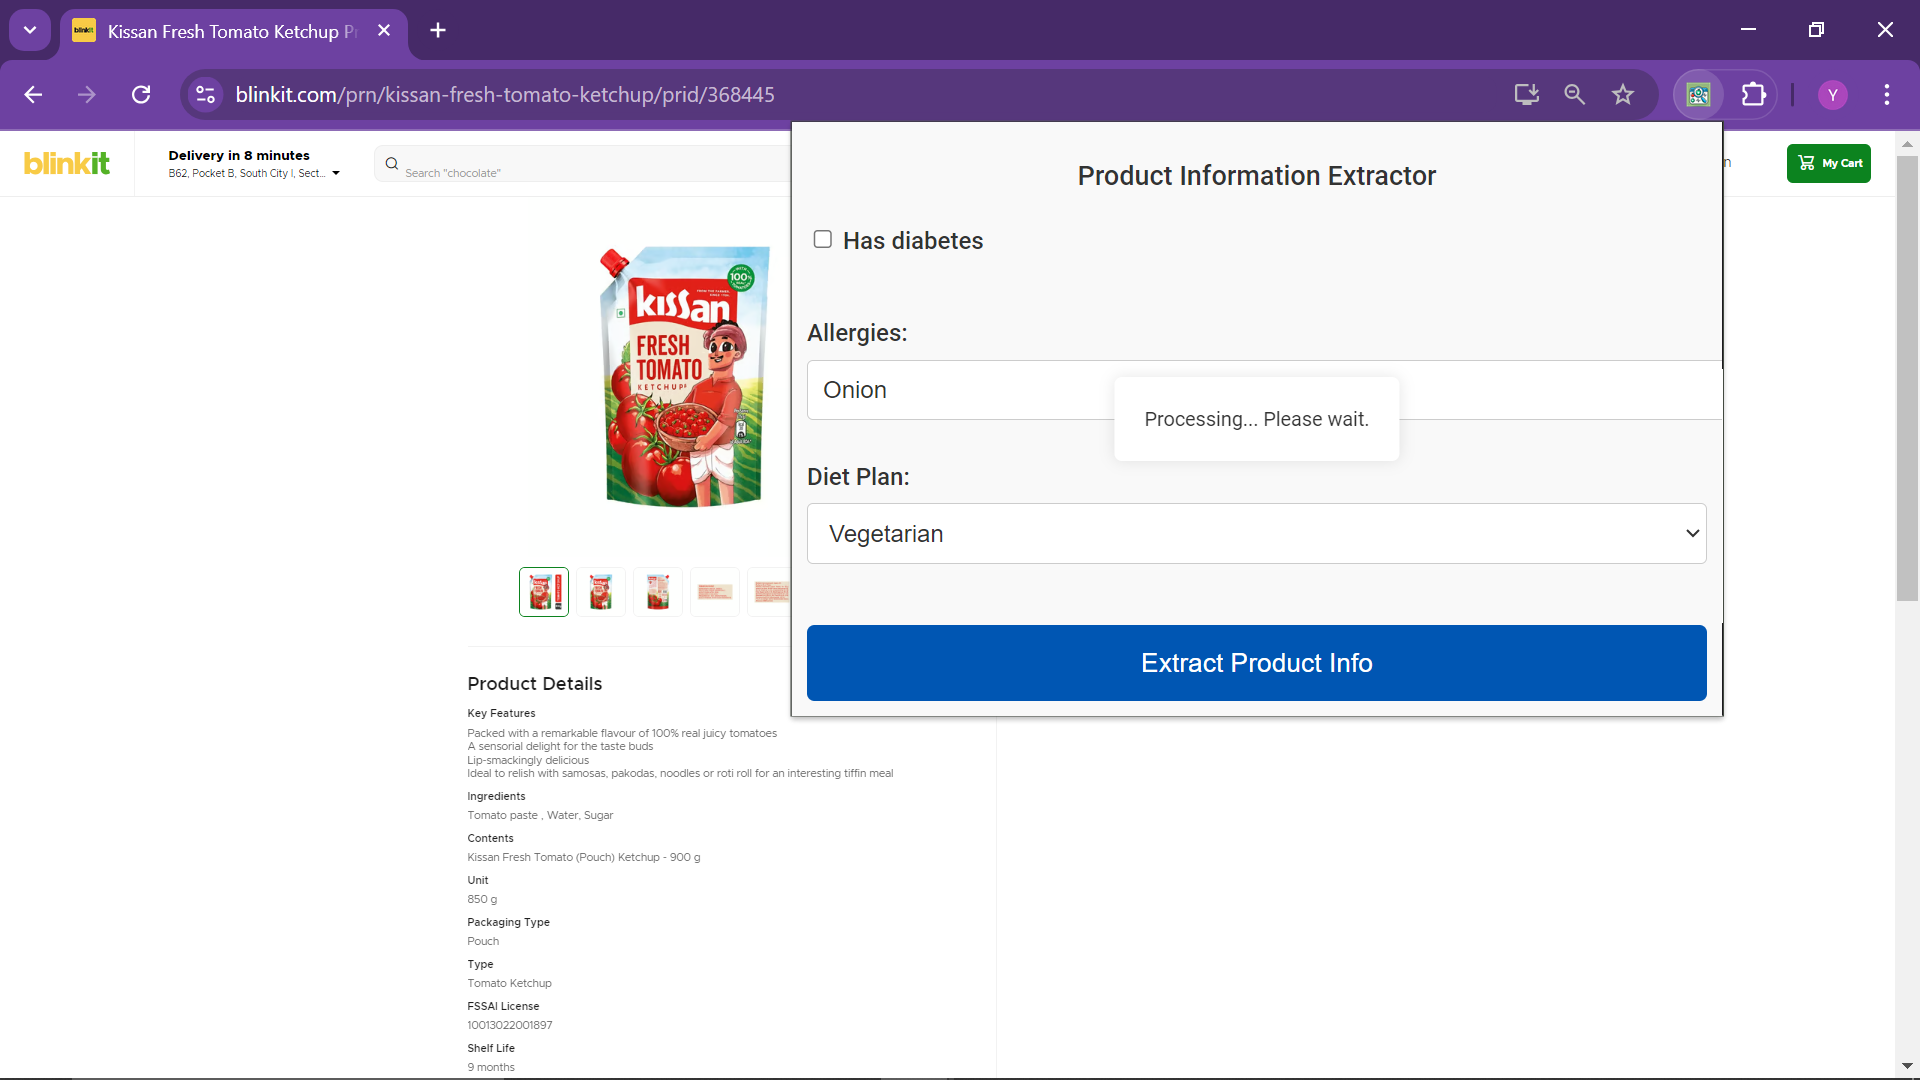 Kissan Fresh Tomato Ketchup Pr
blinkit.com/prn/kissan-fresh-tomato-ketchup/prid/368445
Y
blinkit
Delivery in 8 minutes
B62, Pocket B, South City I, Sect...
Search "chocolate"
n
My Cart
Product Information Extractor
Has diabetes
Allergies:
Onion
Processing... Please wait.
Diet Plan:
Vegetarian
Extract Product Info
100%
kissan
FRESH
TOMATO
KETCHUP
Product Details
Key Features
Packed with a remarkable flavour of 100% real juicy tomatoes
A sensorial delight for the taste buds
Lip-smackingly delicious
Ideal to relish with samosas, pakodas, noodles or roti roll for an interesting tiffin meal
Ingredients
Tomato paste , Water, Sugar
Contents
Kissan Fresh Tomato (Pouch) Ketchup - 900 g
Unit
850 g
Packaging Type
Pouch
Type
Tomato Ketchup
FSSAI License
10013022001897
Shelf Life
9 months